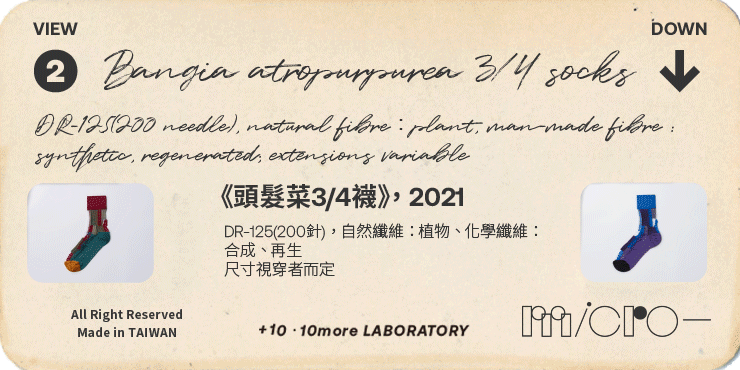 VIEW
DOWN
2 Bangia atropurpurea 3/4 socks
DR-125(200 needle), natural fibre : plant, man-made fibre :
synthetic, regenerated; extensions variable
《頭髮菜3/4襪》, 2021
DR-125(200針)，自然纖維：植物、化學纖維：
合成、再生
尺寸視穿者而定
All Right Reserved
Made in TAIWAN
+10 · 10more LABORATORY
micro—